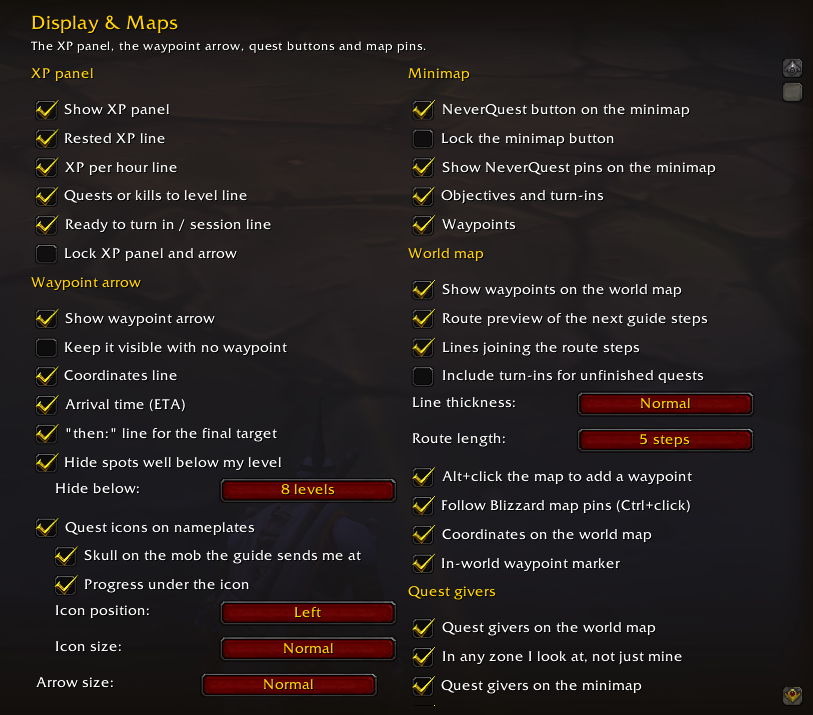 Display & Maps
The XP panel, the waypoint arrow, quest buttons and map pins.
XP panel
Show XP panel
Rested XP line
XP per hour line
Quests or kills to level line
Ready to turn in / session line
Lock XP panel and arrow
Waypoint arrow
Show waypoint arrow
Keep it visible with no waypoint
Coordinates line
Arrival time (ETA)
"then:" line for the final target
Hide spots well below my level
Hide below: 8 levels
Quest icons on nameplates
Skull on the mob the guide sends me at
Progress under the icon
Icon position: Left
Icon size: Normal
Arrow size: Normal
Minimap
NeverQuest button on the minimap
Lock the minimap button
Show NeverQuest pins on the minimap
Objectives and turn-ins
Waypoints
World map
Show waypoints on the world map
Route preview of the next guide steps
Lines joining the route steps
Include turn-ins for unfinished quests
Line thickness: Normal
Route length: 5 steps
Alt+click the map to add a waypoint
Follow Blizzard map pins (Ctrl+click)
Coordinates on the world map
In-world waypoint marker
Quest givers
Quest givers on the world map
In any zone I look at, not just mine
Quest givers on the minimap